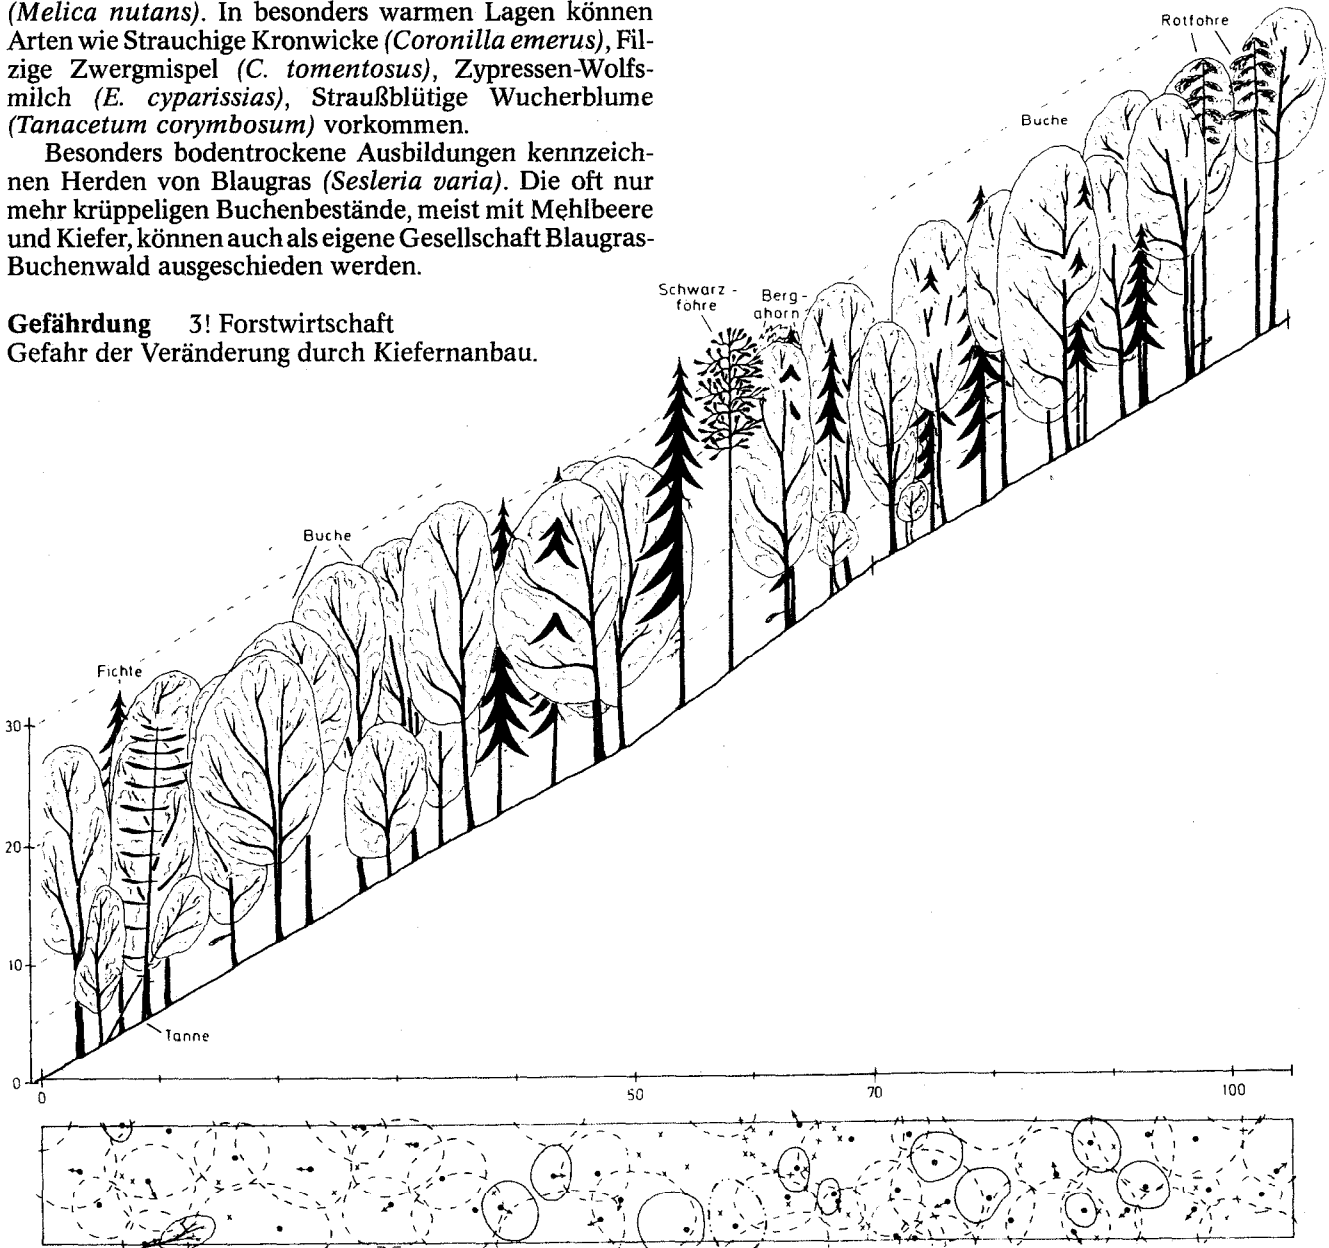 (Melica nutans). In besonders warmen Lagen können
Arten wie Strauchige Kronwicke (Coronilla emerus), Fil-
zige Zwergmispel (C. tomentosus), Zypressen-Wolfs-
milch (E. cyparissias), Straußblütige Wucherblume
(Tanacetum corymbosum) vorkommen.
Besonders bodentrockene Ausbildungen kennzeich-
nen Herden von Blaugras (Sesleria varia). Die oft nur
mehr krüppeligen Buchenbestände, meist mit Mehlbeere
und Kiefer, können auch als eigene Gesellschaft Blaugras-
Buchenwald ausgeschieden werden.
Gefährdung 3! Forstwirtschaft
Gefahr der Veränderung durch Kiefernanbau.
Rotföhre
Buche
Schwarz-
föhre
Berg-
ahorn
Buche
Fichte
30
20
10
Tanne
0
0 50 70 100